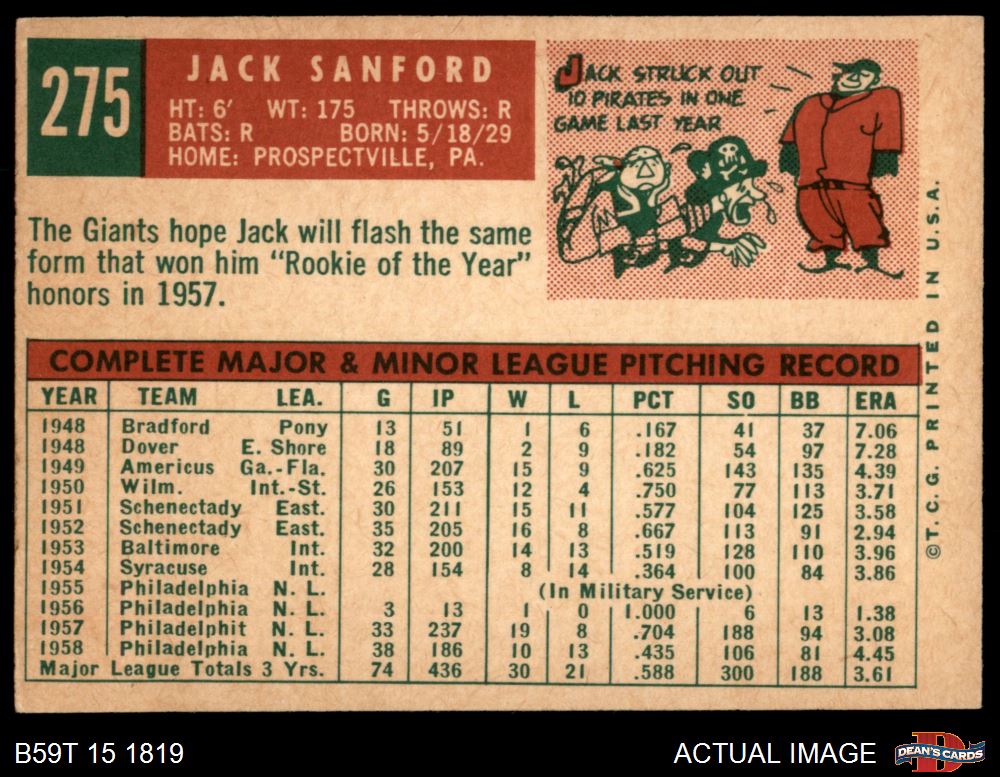 275
JACK SANFORD
HT: 6' WT: 175 THROWS: R
BATS: R BORN: 5/18/29
HOME: PROSPECTVILLE, PA.
JACK STRUCK OUT
10 PIRATES IN ONE
GAME LAST YEAR
The Giants hope Jack will flash the same
form that won him "Rookie of the Year"
honors in 1957.
COMPLETE MAJOR & MINOR LEAGUE PITCHING RECORD
YEAR TEAM LEA. G IP W L PCT SO BB ERA
1948 Bradford Pony 13 51 1 6 .167 41 37 7.06
1948 Dover E. Shore 18 89 2 9 .182 54 97 7.28
1949 Americus Ga.-Fla. 30 207 15 9 .625 143 135 4.39
1950 Wilm. Int.-St. 26 153 12 4 .750 77 113 3.71
1951 Schenectady East. 30 211 15 11 .577 104 125 3.58
1952 Schenectady East. 35 205 16 8 .667 113 91 2.94
1953 Baltimore Int. 32 200 14 13 .519 128 110 3.96
1954 Syracuse Int. 28 154 8 14 .364 100 84 3.86
1955 Philadelphia N. L. (In Military Service)
1956 Philadelphia N. L. 3 13 1 0 1.000 6 13 1.38
1957 Philadelphit N. L. 33 237 19 8 .704 188 94 3.08
1958 Philadelphia N. L. 38 186 10 13 .435 106 81 4.45
Major League Totals 3 Yrs. 74 436 30 21 .588 300 188 3.61
©T. C. G. PRINTED IN U.S.A.
B59T 15 1819
ACTUAL IMAGE
D
DEAN'S CARDS